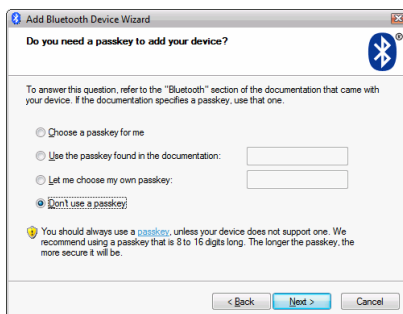 Add Bluetooth Device Wizard
Do you need a passkey to add your device?
®
To answer this question, refer to the "Bluetooth" section of the documentation that came with
your device. If the documentation specifies a passkey, use that one.
Choose a passkey for me
Use the passkey found in the documentation:
Let me choose my own passkey:
Don't use a passkey
You should always use a passkey, unless your device does not support one. We
recommend using a passkey that is 8 to 16 digits long. The longer the passkey, the
more secure it will be.
< Back Next > Cancel